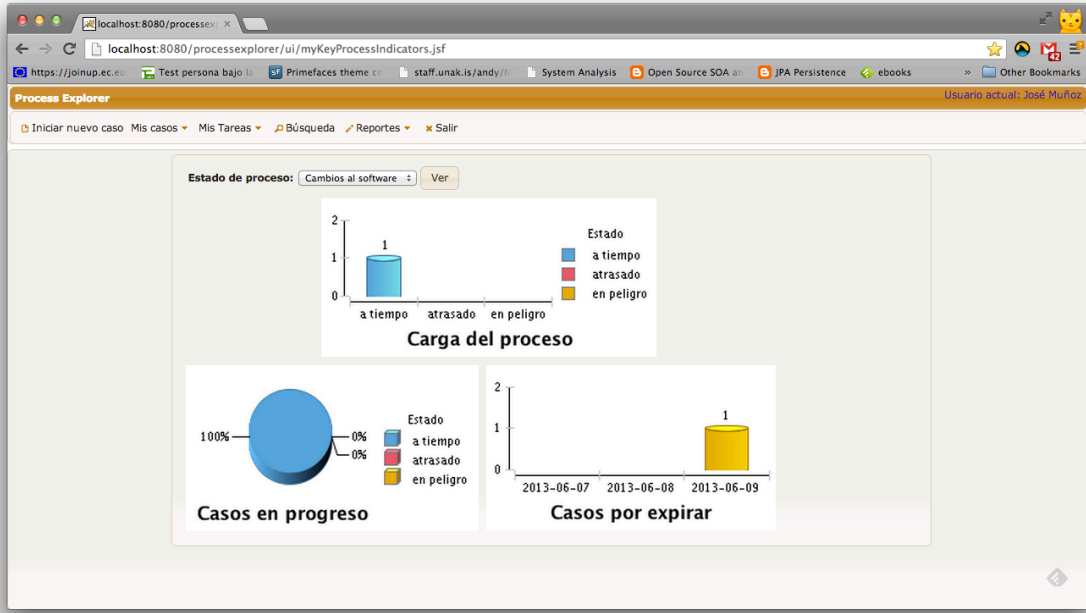 localhost:8080/processex
localhost:8080/processexplorer/ui/myKeyProcessIndicators.jsf
42
https://joinup.ec.eu Test persona bajo la Primefaces theme co staff.unak.is/andy/ System Analysis Open Source SOA an JPA Persistence ebooks » Other Bookmarks
Process Explorer Usuario actual: José Muñoz
Iniciar nuevo caso Mis casos Mis Tareas Búsqueda Reportes Salir
Estado de proceso: Cambios al software Ver
2
1
0
1
a tiempo atrasado en peligro
Estado
a tiempo
atrasado
en peligro
Carga del proceso
100%
0%
0%
Estado
a tiempo
atrasado
en peligro
Casos en progreso
2
1
0
1
2013-06-07 2013-06-08 2013-06-09
Casos por expirar